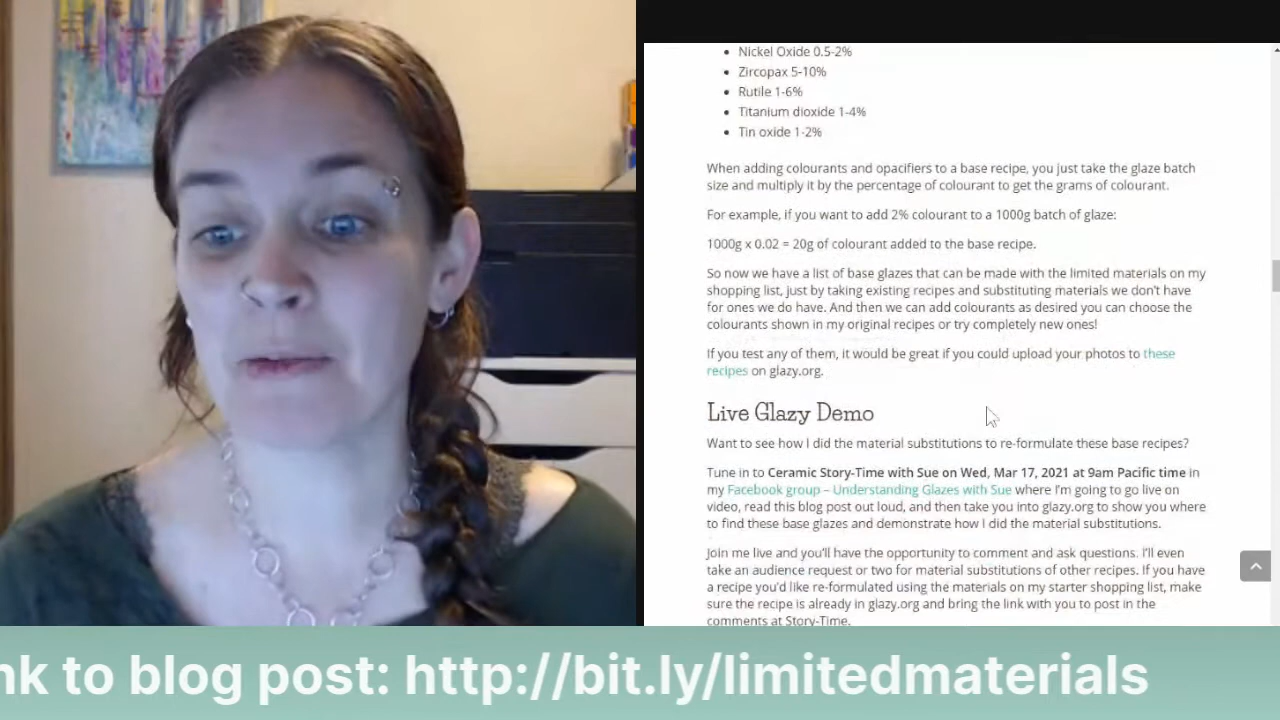 Nickel Oxide 0.5-2%
Zircopax 5-10%
Rutile 1-6%
Titanium dioxide 1-4%
Tin oxide 1-2%
When adding colourants and opacifiers to a base recipe, you just take the glaze batch
size and multiply it by the percentage of colourant to get the grams of colourant.
For example, if you want to add 2% colourant to a 1000g batch of glaze:
1000g x 0.02 = 20g of colourant added to the base recipe.
So now we have a list of base glazes that can be made with the limited materials on my
shopping list, just by taking existing recipes and substituting materials we don't have
for ones we do have. And then we can add colourants as desired you can choose the
colourants shown in my original recipes or try completely new ones!
If you test any of them, it would be great if you could upload your photos to these
recipes on glazy.org.
Live Glazy Demo
Want to see how I did the material substitutions to re-formulate these base recipes?
Tune in to Ceramic Story-Time with Sue on Wed, Mar 17, 2021 at 9am Pacific time in
my Facebook group – Understanding Glazes with Sue where I'm going to go live on
video, read this blog post out loud, and then take you into glazy.org to show you where
to find these base glazes and demonstrate how I did the material substitutions.
Join me live and you'll have the opportunity to comment and ask questions. I'll even
take an audience request or two for material substitutions of other recipes. If you have
a recipe you'd like re-formulated using the materials on my starter shopping list, make
sure the recipe is already in glazy.org and bring the link with you to post in the
comments at Story-Time.
nk to blog post: http://bit.ly/limitedmaterials